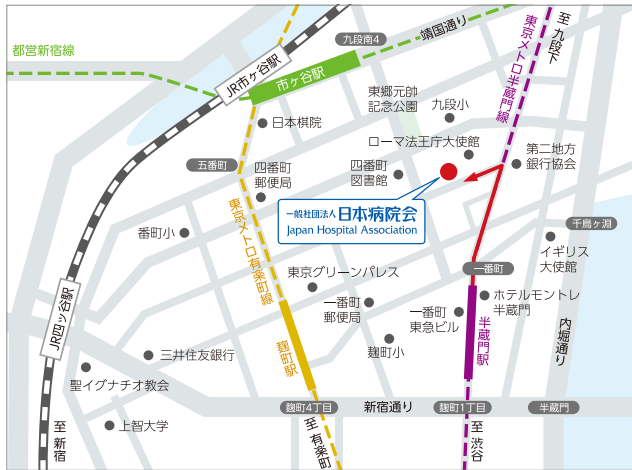 都営新宿線
JR市ヶ谷駅
市ヶ谷駅
九段南4
靖国通り
東京メトロ半蔵門線
至 九段下
東郷元帥
記念公園
九段小
日本棋院
ローマ法王庁大使館
第二地方
銀行協会
五番町
四番町
郵便局
四番町
図書館
一般社団法人 日本病院会
Japan Hospital Association
番町小
東京メトロ有楽町線
千鳥ヶ淵
イギリス
大使館
一番町
東京グリーンパレス
ホテルモントレ
半蔵門
一番町
郵便局
一番町
東急ビル
半蔵門駅
内堀通り
JR四ッ谷駅
三井住友銀行
麹町駅
麹町小
聖イグナチオ教会
麹町4丁目
新宿通り
麹町1丁目
半蔵門
至 新宿
上智大学
至 有楽町
至 渋谷